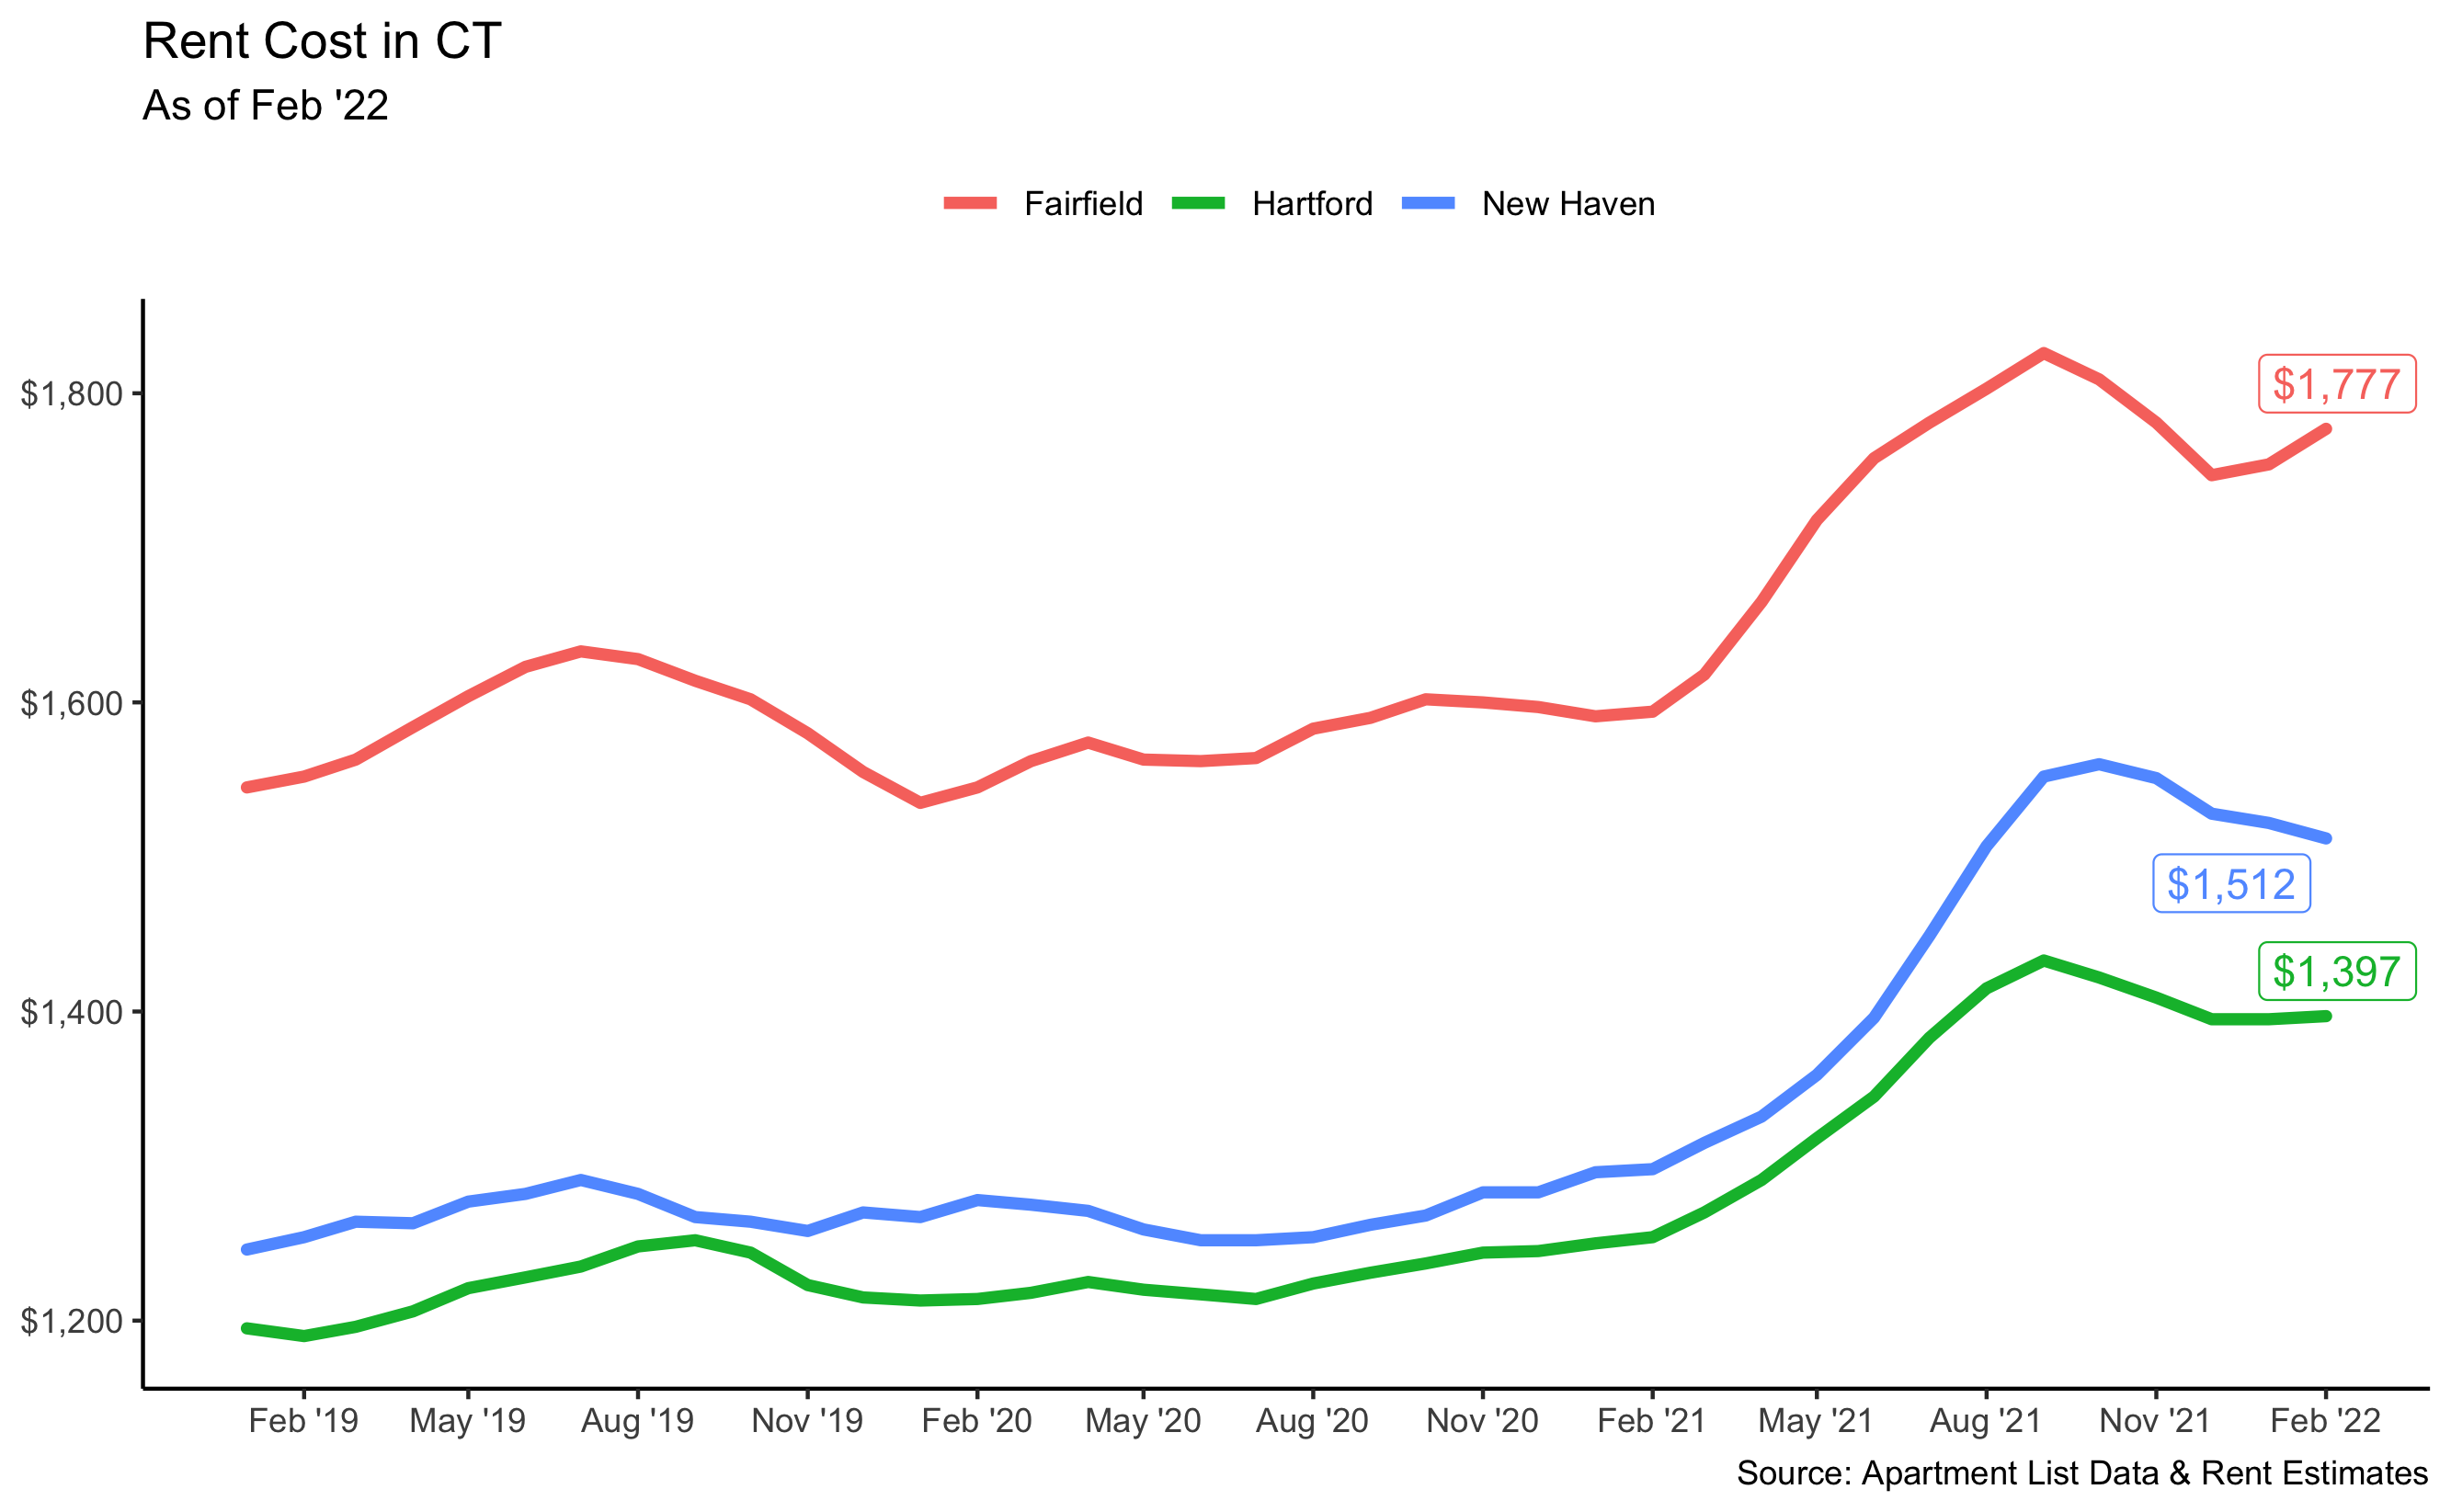 Rent Cost in CT
As of Feb '22
Fairfield Hartford New Haven
$1,800
$1,777
$1,600
$1,512
$1,397
$1,400
$1,200
Feb '19 May '19 Aug '19 Nov '19 Feb '20 May '20 Aug '20 Nov '20 Feb '21 May '21 Aug '21 Nov '21 Feb '22
Source: Apartment List Data & Rent Estimates